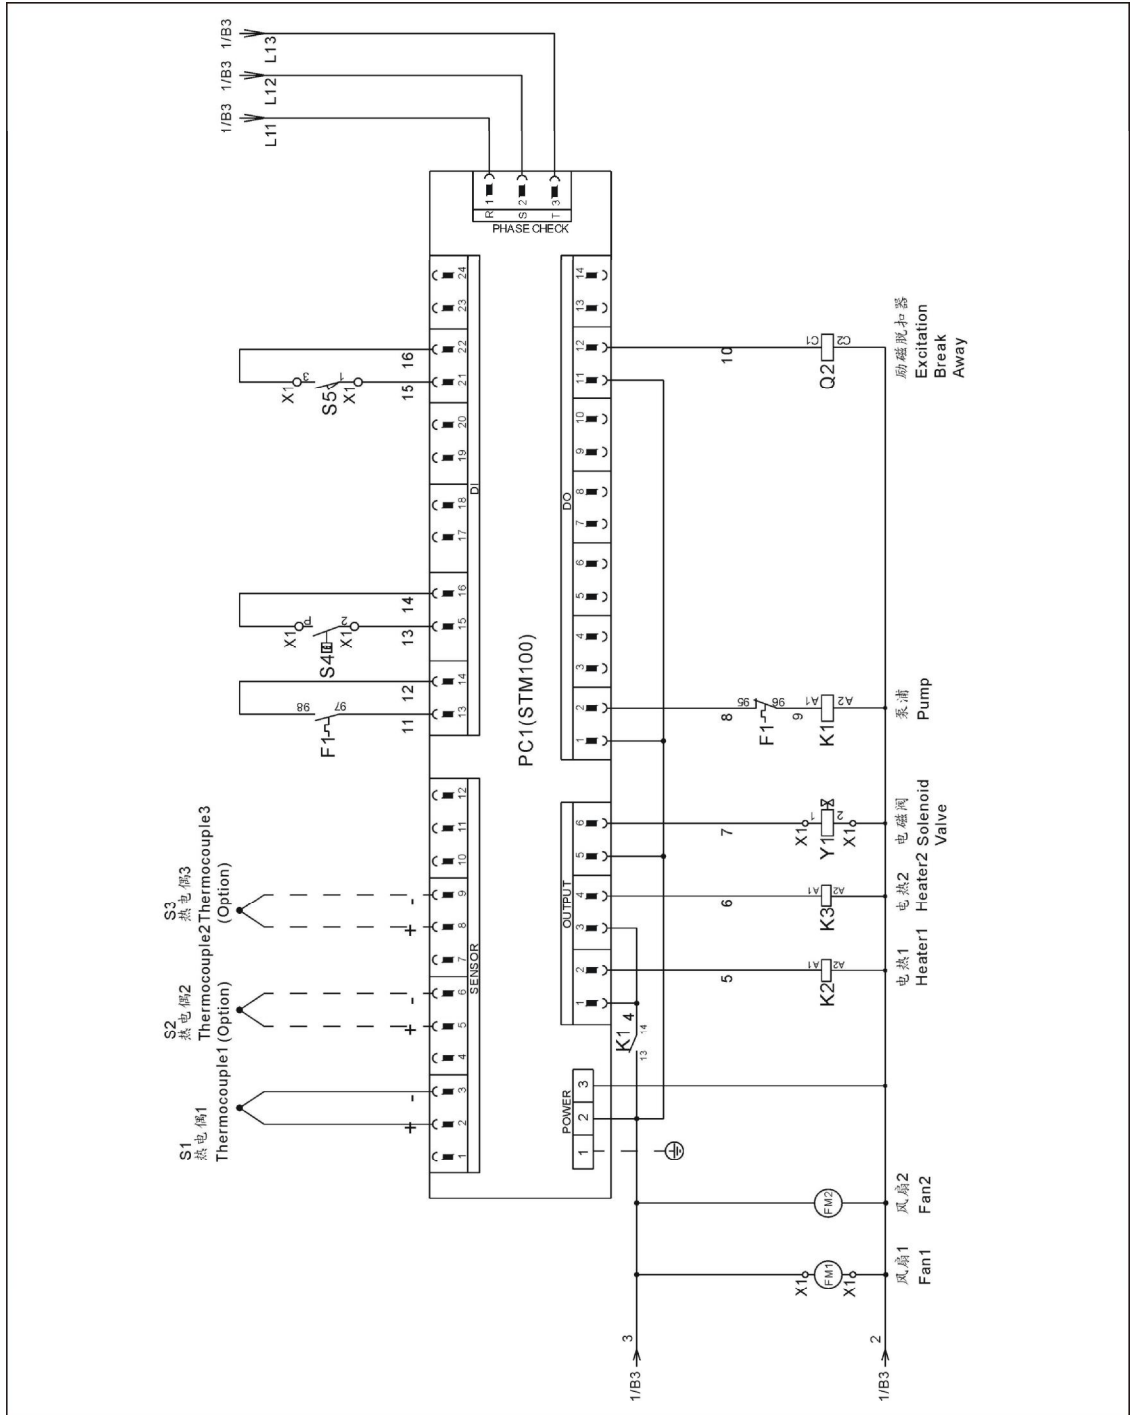 1/B3
L13
1/B3
L12
1/B3
L11
R 1
S 2
T 3
PHASE CHECK
PC1(STM100)
SENSOR
1
2
3
4
5
6
7
8
9
10
11
12
DI
13
14
15
16
17
18
19
20
21
22
23
24
POWER
1
2
3
OUTPUT
1
2
3
4
5
6
DO
1
2
3
4
5
6
7
8
9
10
11
12
13
14
S1
热电偶1
Thermocouple1
+
-
S2
热电偶2
Thermocouple2
(Option)
+
-
S3
热电偶3
Thermocouple3
(Option)
+
-
F1
98
97
11
12
X1
P
S4
2
X1
13
14
X1
3
S5
1
X1
15
16
1/B3
3
1/B3
2
X1
FM1
X1
风扇1
Fan1
FM2
风扇2
Fan2
K1
13
14
4
5
A1
K2
A2
电热1
Heater1
6
A1
K3
A2
电热2
Heater2
7
X1
1
Y1
2
X1
电磁阀
Solenoid
Valve
8
95
F1
96
9
A1
K1
A2
泵浦
Pump
10
C1
Q2
C2
励磁脱扣器
Excitation
Break
Away